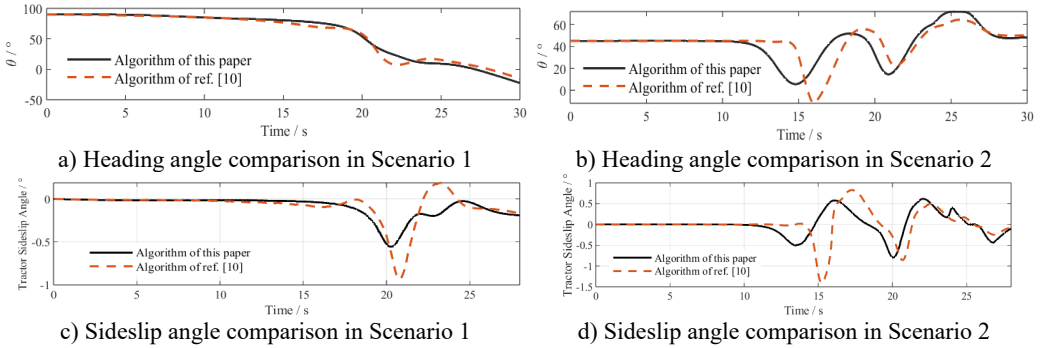 100
50
0
-50
θ / °
Algorithm of this paper
Algorithm of ref. [10]
0 5 10 15 20 25 30
Time / s
a) Heading angle comparison in Scenario 1
60
40
20
0
θ / °
Algorithm of this paper
Algorithm of ref. [10]
0 5 10 15 20 25 30
Time / s
b) Heading angle comparison in Scenario 2
0
-0.5
-1
Tractor Sideslip Angle / °
Algorithm of this paper
Algorithm of ref. [10]
0 5 10 15 20 25
Time / s
c) Sideslip angle comparison in Scenario 1
1
0.5
0
-0.5
-1
-1.5
Tractor Sideslip Angle / °
Algorithm of this paper
Algorithm of ref. [10]
0 5 10 15 20 25
Time / s
d) Sideslip angle comparison in Scenario 2